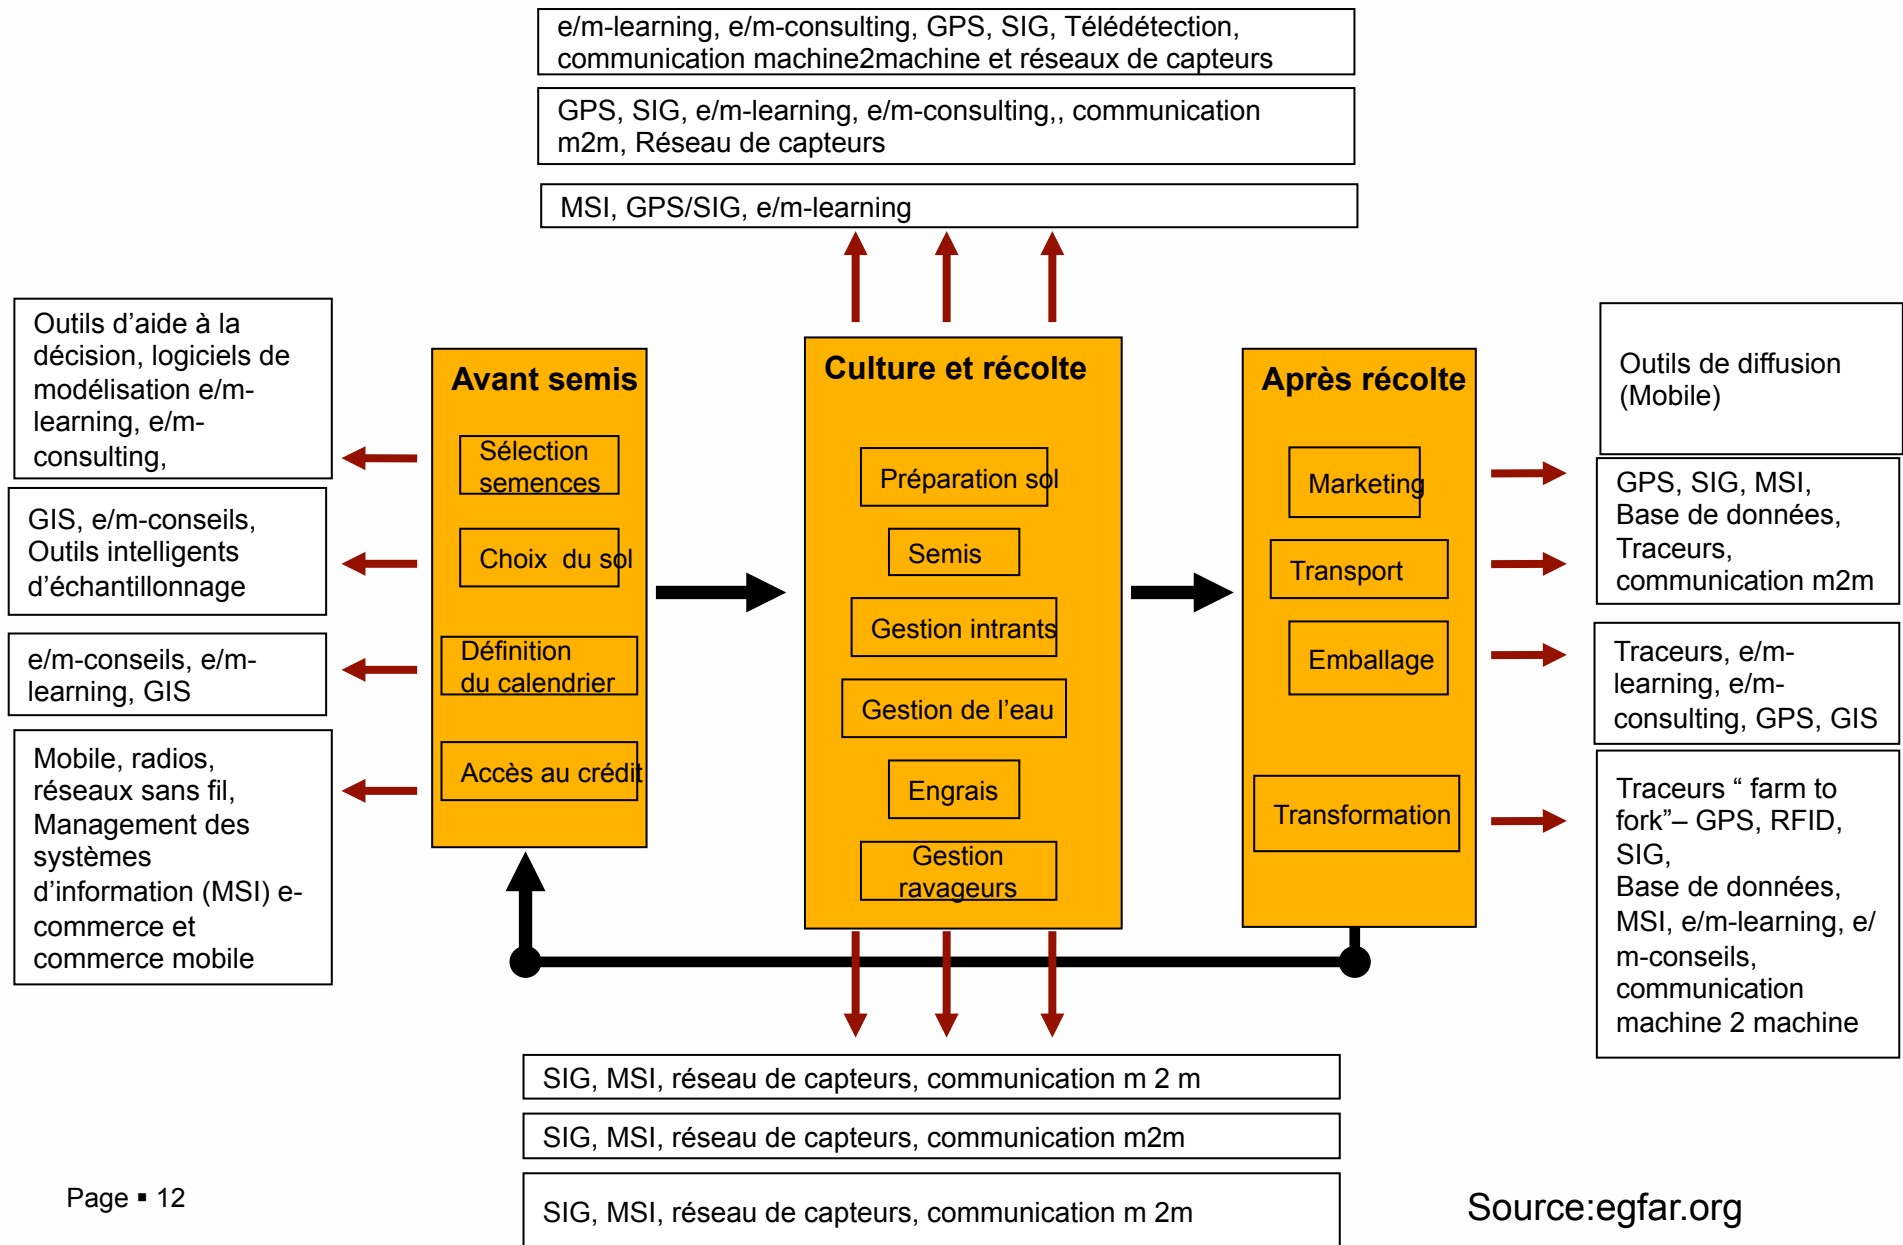 e/m-learning, e/m-consulting, GPS, SIG, Télédétection,
communication machine2machine et réseaux de capteurs
GPS, SIG, e/m-learning, e/m-consulting,, communication
m2m, Réseau de capteurs
MSI, GPS/SIG, e/m-learning
Outils d’aide à la
décision, logiciels de
modélisation e/m-
learning, e/m-
consulting,
GIS, e/m-conseils,
Outils intelligents
d’échantillonnage
e/m-conseils, e/m-
learning, GIS
Mobile, radios,
réseaux sans fil,
Management des
systèmes
d’information (MSI) e-
commerce et
commerce mobile
Avant semis
Sélection
semences
Choix du sol
Définition
du calendrier
Accès au crédit
Culture et récolte
Préparation sol
Semis
Gestion intrants
Gestion de l’eau
Engrais
Gestion
ravageurs
Après récolte
Marketing
Transport
Emballage
Transformation
Outils de diffusion
(Mobile)
GPS, SIG, MSI,
Base de données,
Traceurs,
communication m2m
Traceurs, e/m-
learning, e/m-
consulting, GPS, GIS
Traceurs “ farm to
fork”– GPS, RFID,
SIG,
Base de données,
MSI, e/m-learning, e/
m-conseils,
communication
machine 2 machine
SIG, MSI, réseau de capteurs, communication m 2 m
SIG, MSI, réseau de capteurs, communication m2m
SIG, MSI, réseau de capteurs, communication m 2m
Page ▪ 12
Source:egfar.org